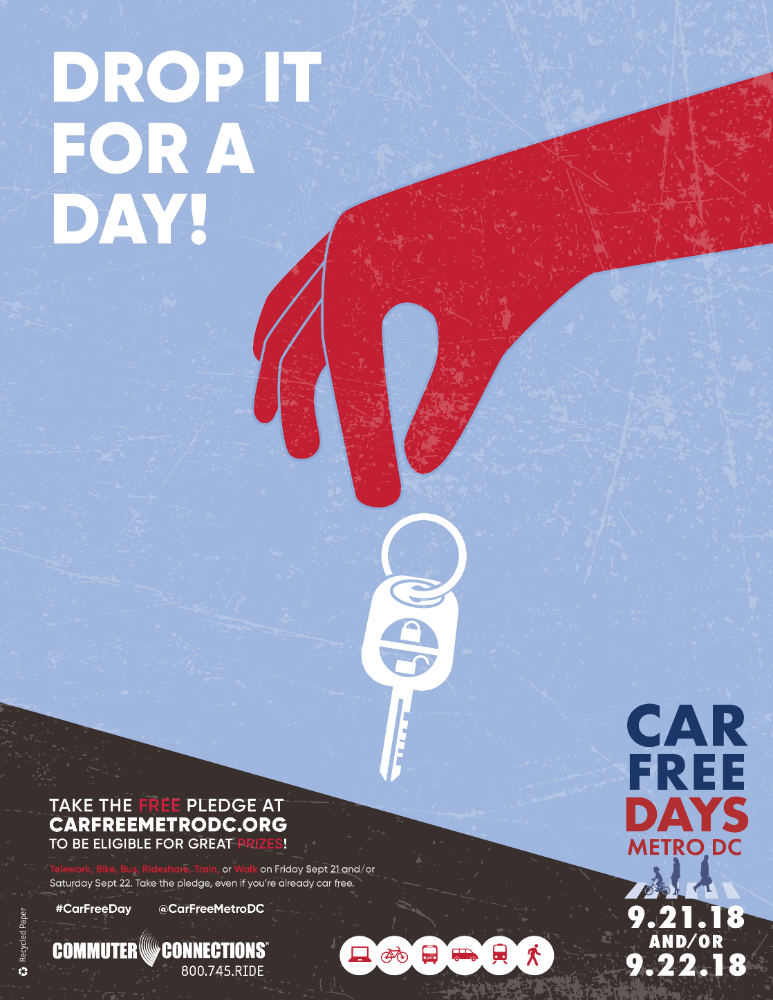 DROP IT
FOR A
DAY!
CAR
FREE
DAYS
METRO DC
9.21.18
AND/OR
9.22.18
TAKE THE FREE PLEDGE AT
CARFREEMETRODC.ORG
TO BE ELIGIBLE FOR GREAT PRIZES!
Telework, Bike, Bus, Rideshare, Train, or Walk on Friday Sept 21 and/or
Saturday Sept 22. Take the pledge, even if you're already car free.
#CarFreeDay @CarFreeMetroDC
COMMUTER CONNECTIONS®
800.745.RIDE
Recycled Paper